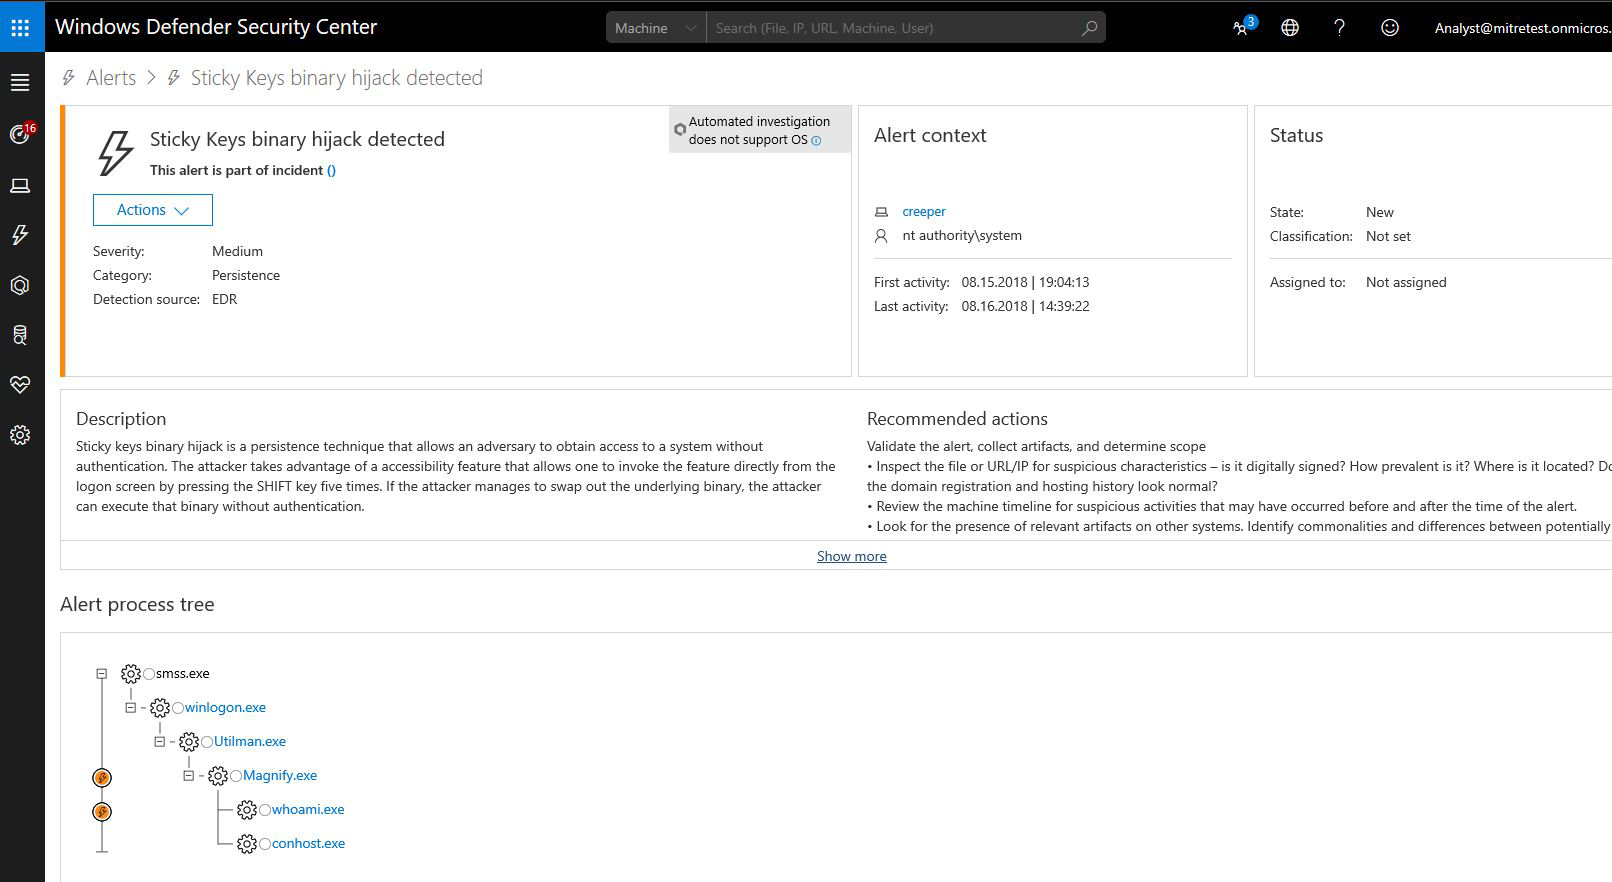 Windows Defender Security Center
Machine
Search (File, IP, URL, Machine, User)
3
?
Analyst@mitretest.onmicros.
16
Alerts > Sticky Keys binary hijack detected
Sticky Keys binary hijack detected
This alert is part of incident ()
Automated investigation
does not support OS
Actions
Severity: Medium
Category: Persistence
Detection source: EDR
Alert context
creeper
nt authority\system
First activity: 08.15.2018 | 19:04:13
Last activity: 08.16.2018 | 14:39:22
Status
State: New
Classification: Not set
Assigned to: Not assigned
Description
Sticky keys binary hijack is a persistence technique that allows an adversary to obtain access to a system without
authentication. The attacker takes advantage of a accessibility feature that allows one to invoke the feature directly from the
logon screen by pressing the SHIFT key five times. If the attacker manages to swap out the underlying binary, the attacker
can execute that binary without authentication.
Recommended actions
Validate the alert, collect artifacts, and determine scope
• Inspect the file or URL/IP for suspicious characteristics – is it digitally signed? How prevalent is it? Where is it located? Do
the domain registration and hosting history look normal?
• Review the machine timeline for suspicious activities that may have occurred before and after the time of the alert.
• Look for the presence of relevant artifacts on other systems. Identify commonalities and differences between potentially
Show more
Alert process tree
smss.exe
winlogon.exe
Utilman.exe
Magnify.exe
whoami.exe
conhost.exe